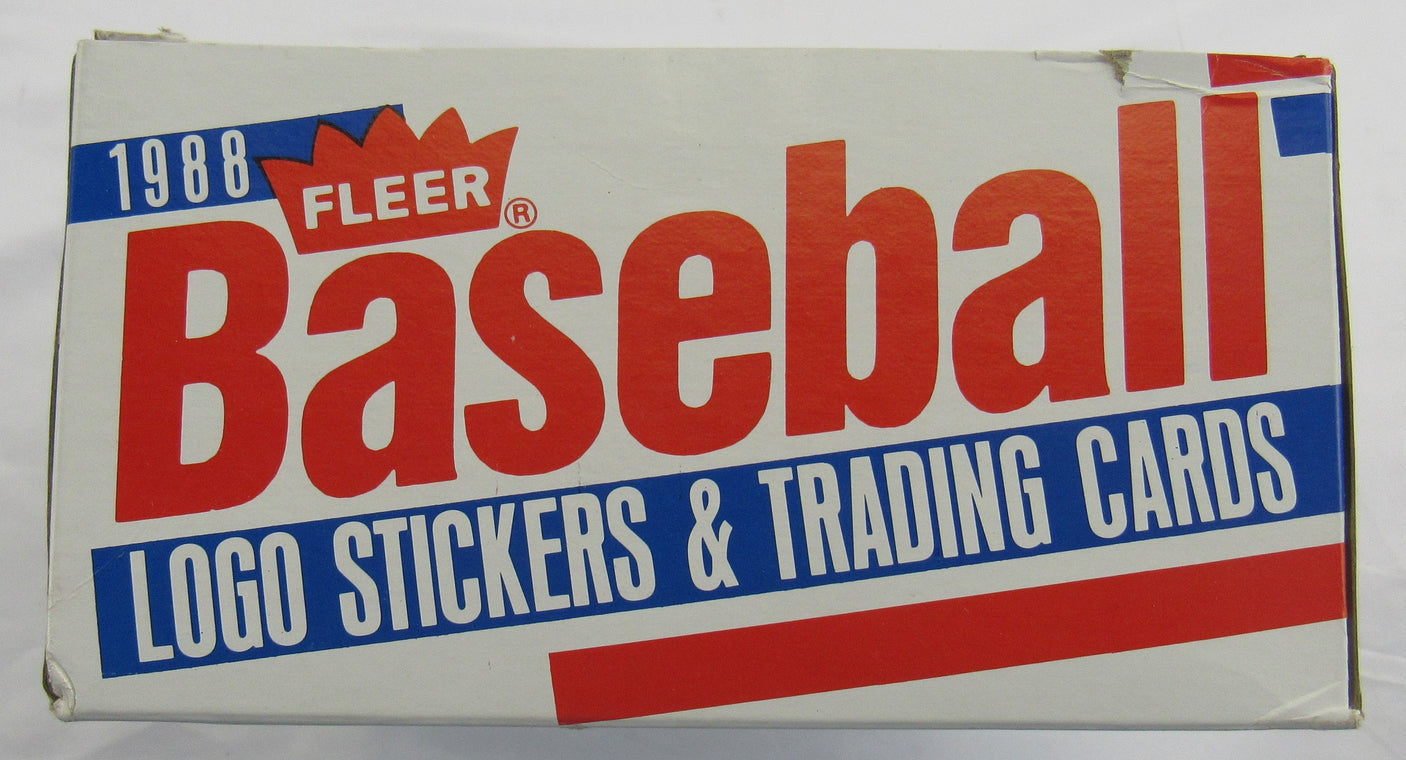 1988
FLEER®
Baseball
LOGO STICKERS & TRADING CARDS